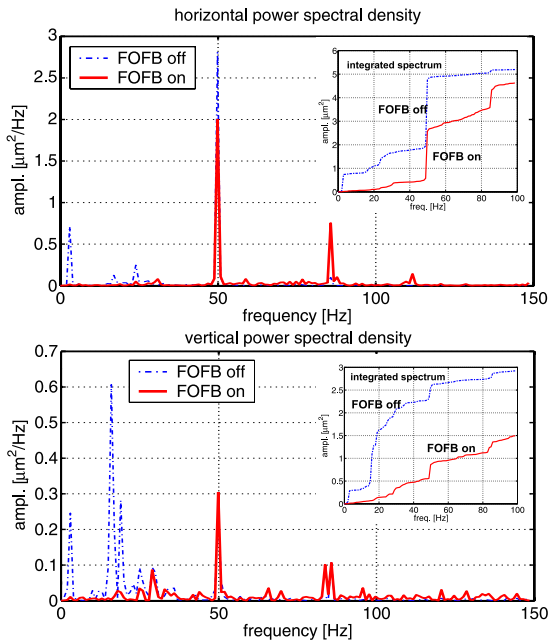 horizontal power spectral density
3
2.5
2
1.5
1
0.5
0
ampl. [μm²/Hz]
FOFB off
FOFB on
0
50
100
150
frequency [Hz]
integrated spectrum
FOFB off
FOFB on
6
5
4
3
2
1
0
ampl. [μm²]
0
20
40
60
80
100
freq. [Hz]
vertical power spectral density
0.7
0.6
0.5
0.4
0.3
0.2
0.1
0
ampl. [μm²/Hz]
FOFB off
FOFB on
0
50
100
150
frequency [Hz]
integrated spectrum
FOFB off
FOFB on
3
2.5
2
1.5
1
0.5
0
ampl. [μm²]
0
20
40
60
80
100
freq. [Hz]